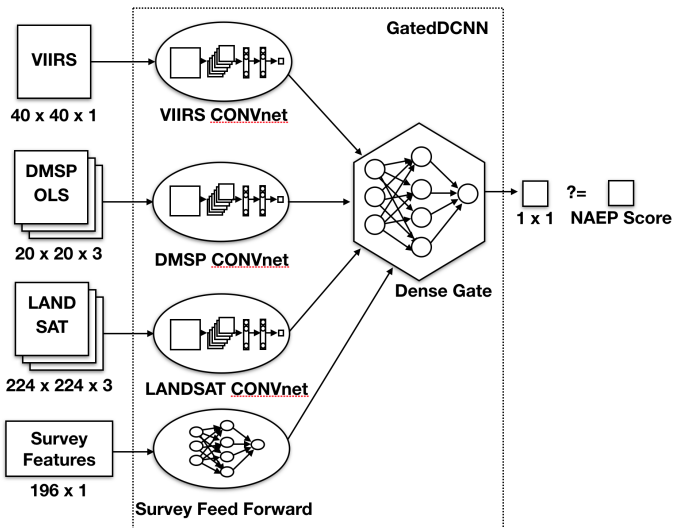 GatedDCNN
VIIRS
40 x 40 x 1
VIIRS CONVnet
DMSP
OLS
20 x 20 x 3
DMSP CONVnet
LAND
SAT
224 x 224 x 3
LANDSAT CONVnet
Survey
Features
196 x 1
Survey Feed Forward
Dense Gate
?=
1 x 1
NAEP Score